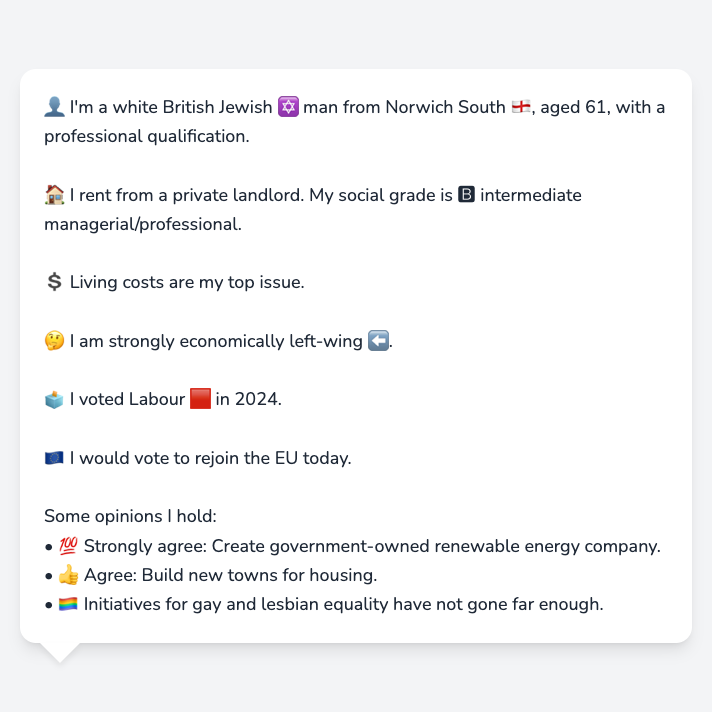 👤 I'm a white British Jewish ✡️ man from Norwich South 🏴󠁧󠁢󠁥󠁮󠁧󠁿, aged 61, with a
professional qualification.
🏠 I rent from a private landlord. My social grade is 🅱 intermediate
managerial/professional.
💲 Living costs are my top issue.
🤔 I am strongly economically left-wing ⬅️.
🗳️ I voted Labour 🟥 in 2024.
🇪🇺 I would vote to rejoin the EU today.
Some opinions I hold:
• 💯 Strongly agree: Create government-owned renewable energy company.
• 👍 Agree: Build new towns for housing.
• 🏳️‍🌈 Initiatives for gay and lesbian equality have not gone far enough.